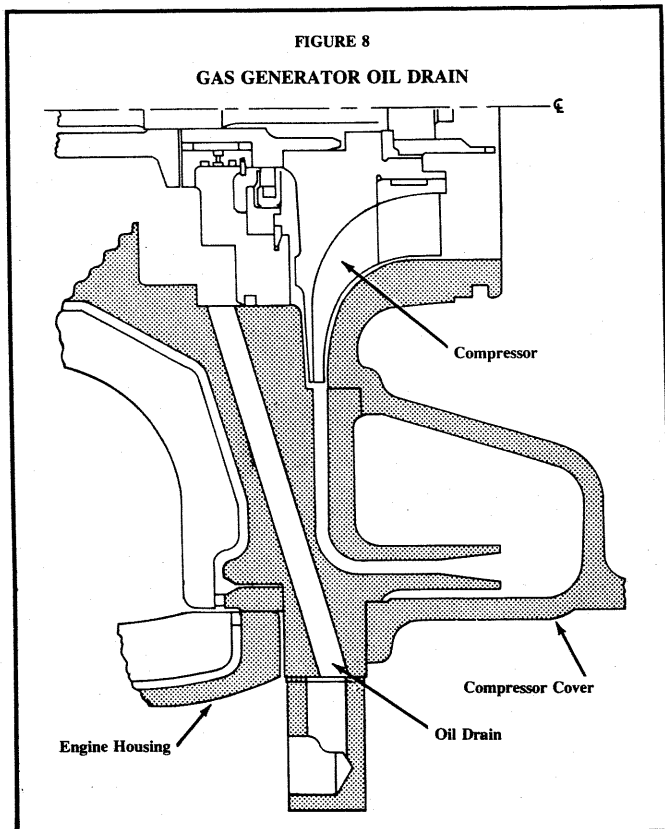 FIGURE 8
GAS GENERATOR OIL DRAIN
℄
Compressor
Compressor Cover
Oil Drain
Engine Housing